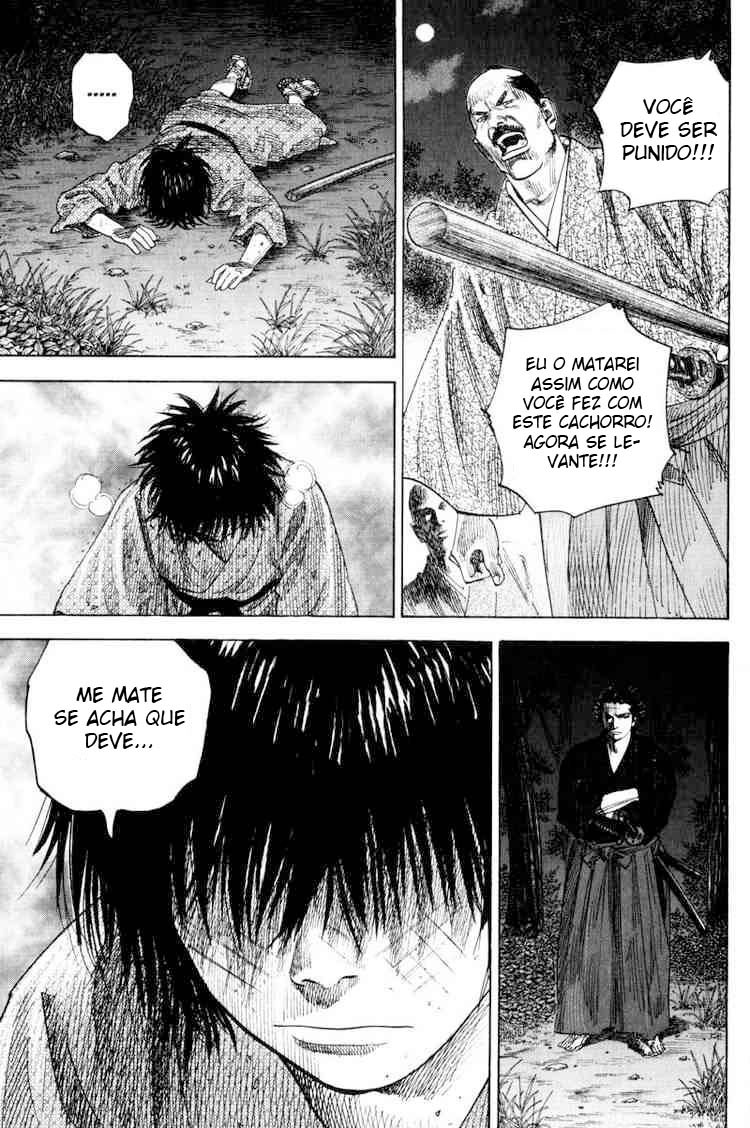 VOCÊ
DEVE SER
PUNIDO!!!
EU O MATAREI
ASSIM COMO
VOCÊ FEZ COM
ESTE CACHORRO!
AGORA SE LE-
VANTE!!!
.....
ME MATE
SE ACHA QUE
DEVE...